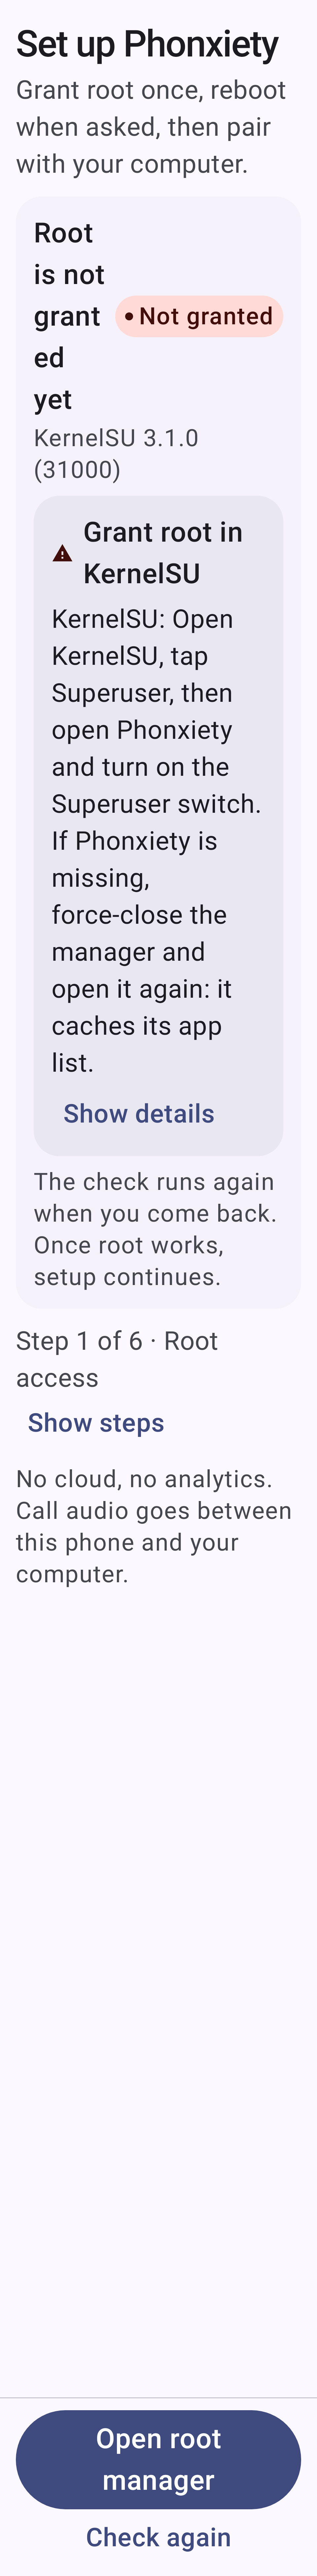 Set up Phonxiety
Grant root once, reboot
when asked, then pair
with your computer.
Root
is not
grant
ed
yet
• Not granted
KernelSU 3.1.0
(31000)
Grant root in
KernelSU
KernelSU: Open
KernelSU, tap
Superuser, then
open Phonxiety
and turn on the
Superuser switch.
If Phonxiety is
missing,
force-close the
manager and
open it again: it
caches its app
list.
Show details
The check runs again
when you come back.
Once root works,
setup continues.
Step 1 of 6 · Root
access
Show steps
No cloud, no analytics.
Call audio goes between
this phone and your
computer.
Open root
manager
Check again